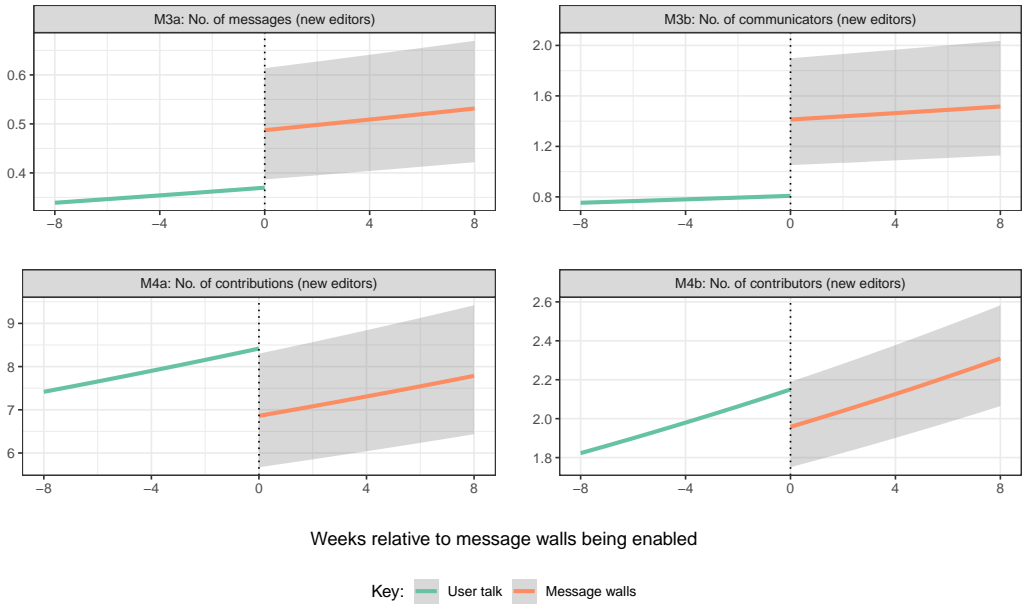 M3a: No. of messages (new editors)
0.6
0.5
0.4
−8 −4 0 4 8
M3b: No. of communicators (new editors)
2.0
1.6
1.2
0.8
−8 −4 0 4 8
M4a: No. of contributions (new editors)
9
8
7
6
−8 −4 0 4 8
M4b: No. of contributors (new editors)
2.6
2.4
2.2
2.0
1.8
−8 −4 0 4 8
Weeks relative to message walls being enabled
Key: User talk Message walls